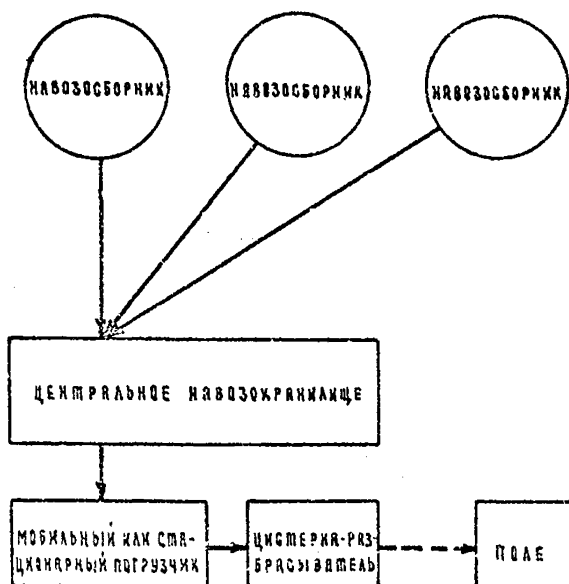 НАВОЗОСБОРНИК НАВОЗОСБОРНИК НАВОЗОСБОРНИК
ЦЕНТРАЛЬНОЕ НАВОЗОХРАНИЛИЩЕ
МОБИЛЬНЫЙ ИЛИ СТА-
ЦИОНАРНЫЙ ПОГРУЗЧИК
ЦИСТЕРНА-РАЗ-
БРАСЫВАТЕЛЬ
ПОЛЕ